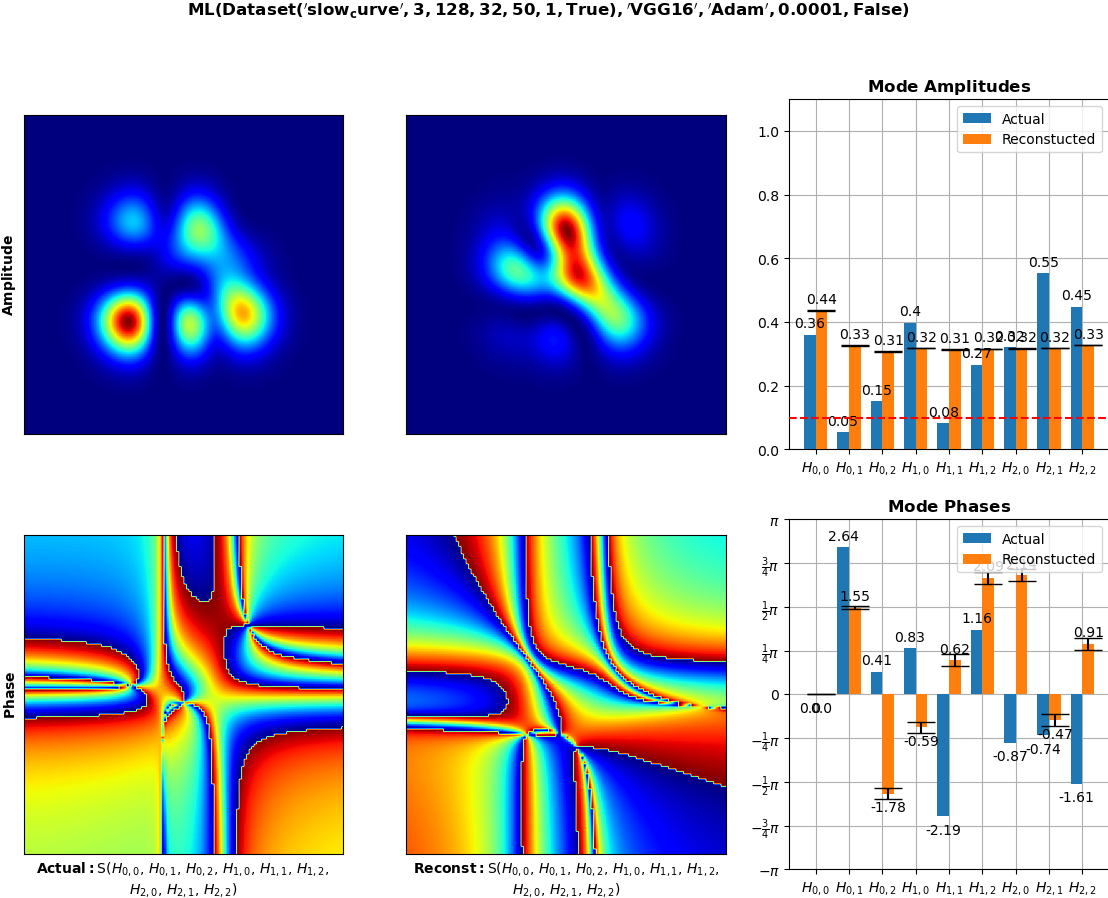 ML(Dataset('slow_curve', 3, 128, 32, 50, 1, True), 'VGG16', 'Adam', 0.0001, False)
Amplitude
Mode Amplitudes
Actual
Reconstucted
1.0
0.8
0.6
0.4
0.2
0.0
0.36
0.44
0.05
0.33
0.15
0.31
0.4
0.32
0.08
0.31
0.27
0.32
0.32
0.55
0.32
0.45
0.33
H0,0 H0,1 H0,2 H1,0 H1,1 H1,2 H2,0 H2,1 H2,2
Phase
Actual: S(H0,0, H0,1, H0,2, H1,0, H1,1, H1,2,
H2,0, H2,1, H2,2)
Reconst: S(H0,0, H0,1, H0,2, H1,0, H1,1, H1,2,
H2,0, H2,1, H2,2)
Mode Phases
Actual
Reconstucted
π
3/4π
1/2π
1/4π
0
−1/4π
−1/2π
−3/4π
−π
0.0
0.0
2.64
1.55
0.41
-1.78
0.83
-0.59
-2.19
0.62
1.16
2.09
-0.87
-0.74
-0.47
-1.61
0.91
H0,0 H0,1 H0,2 H1,0 H1,1 H1,2 H2,0 H2,1 H2,2